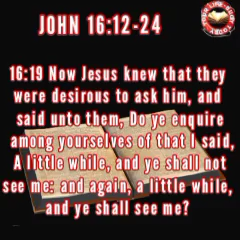 JOHN 16:12-24
16:19 Now Jesus knew that they
were desirous to ask him, and
said unto them, Do ye enquire
among yourselves of that I said,
A little while, and ye shall not
see me: and again, a little while,
and ye shall see me?